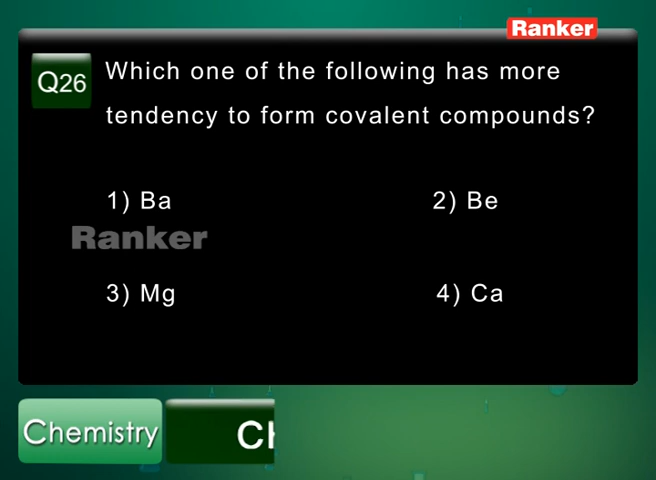 Ranker
Q26 Which one of the following has more
tendency to form covalent compounds?
1) Ba 2) Be
Ranker
3) Mg 4) Ca
Chemistry